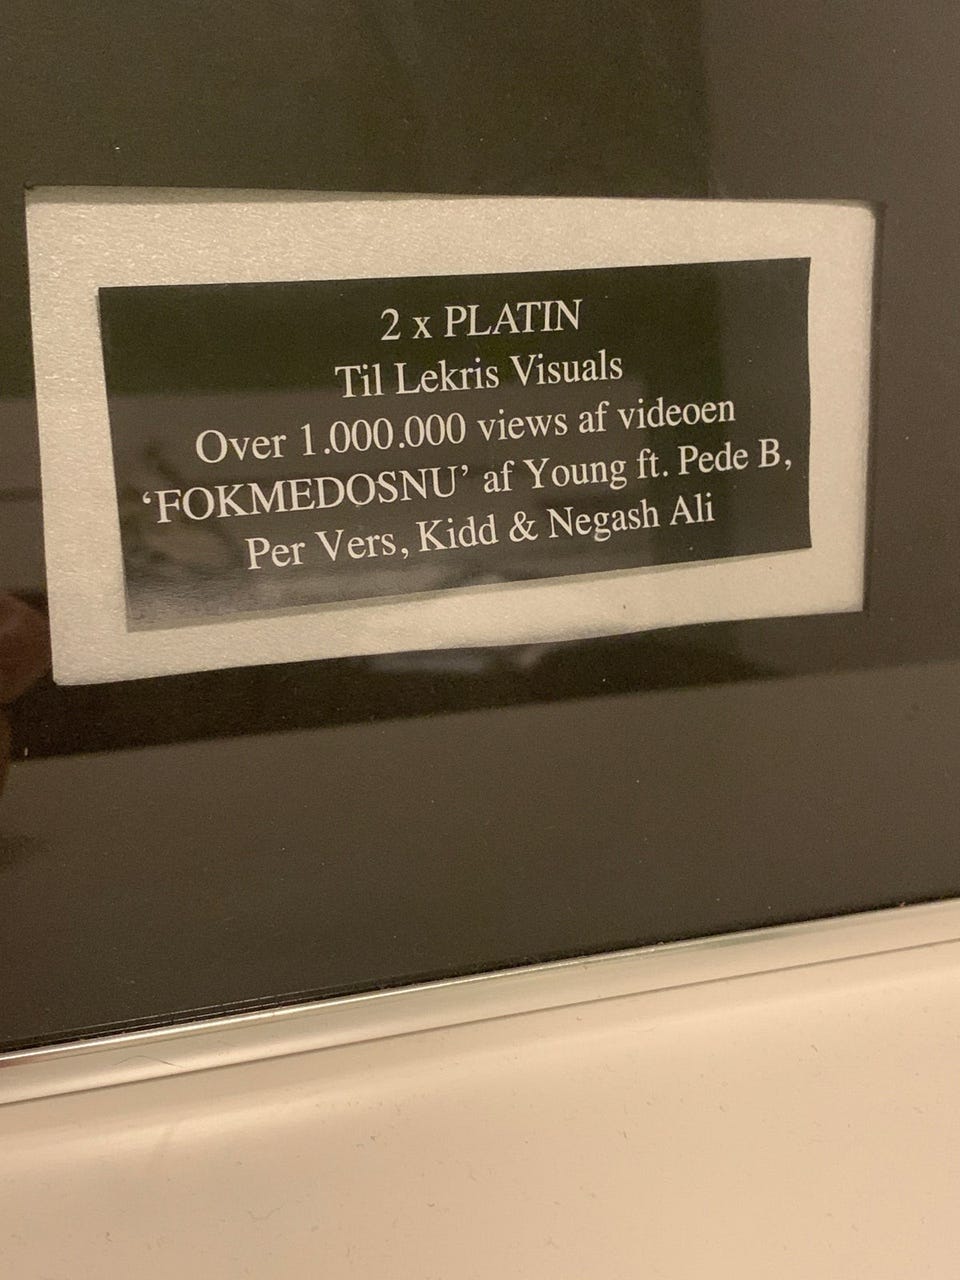 2 x PLATIN
Til Lekris Visuals
Over 1.000.000 views af videoen
‘FOKMEDOSNU’ af Young ft. Pede B,
Per Vers, Kidd & Negash Ali